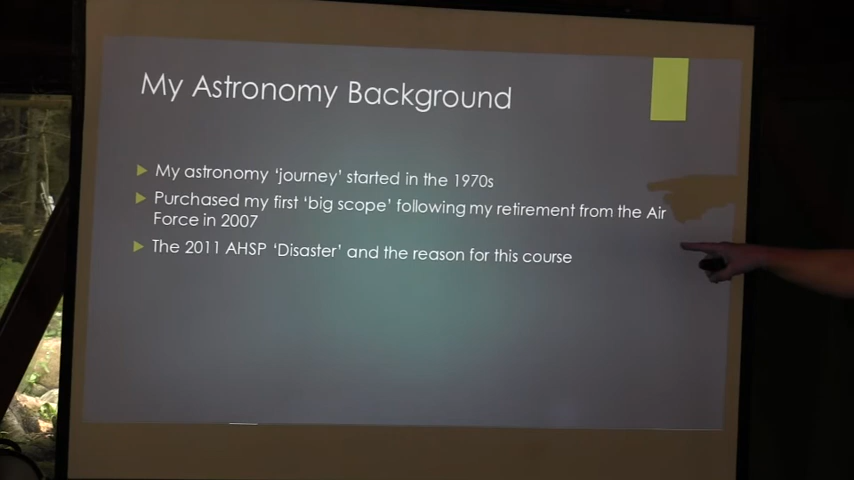 My Astronomy Background
My astronomy ‘journey’ started in the 1970s
Purchased my first ‘big scope’ following my retirement from the Air
Force in 2007
The 2011 AHSP ‘Disaster’ and the reason for this course